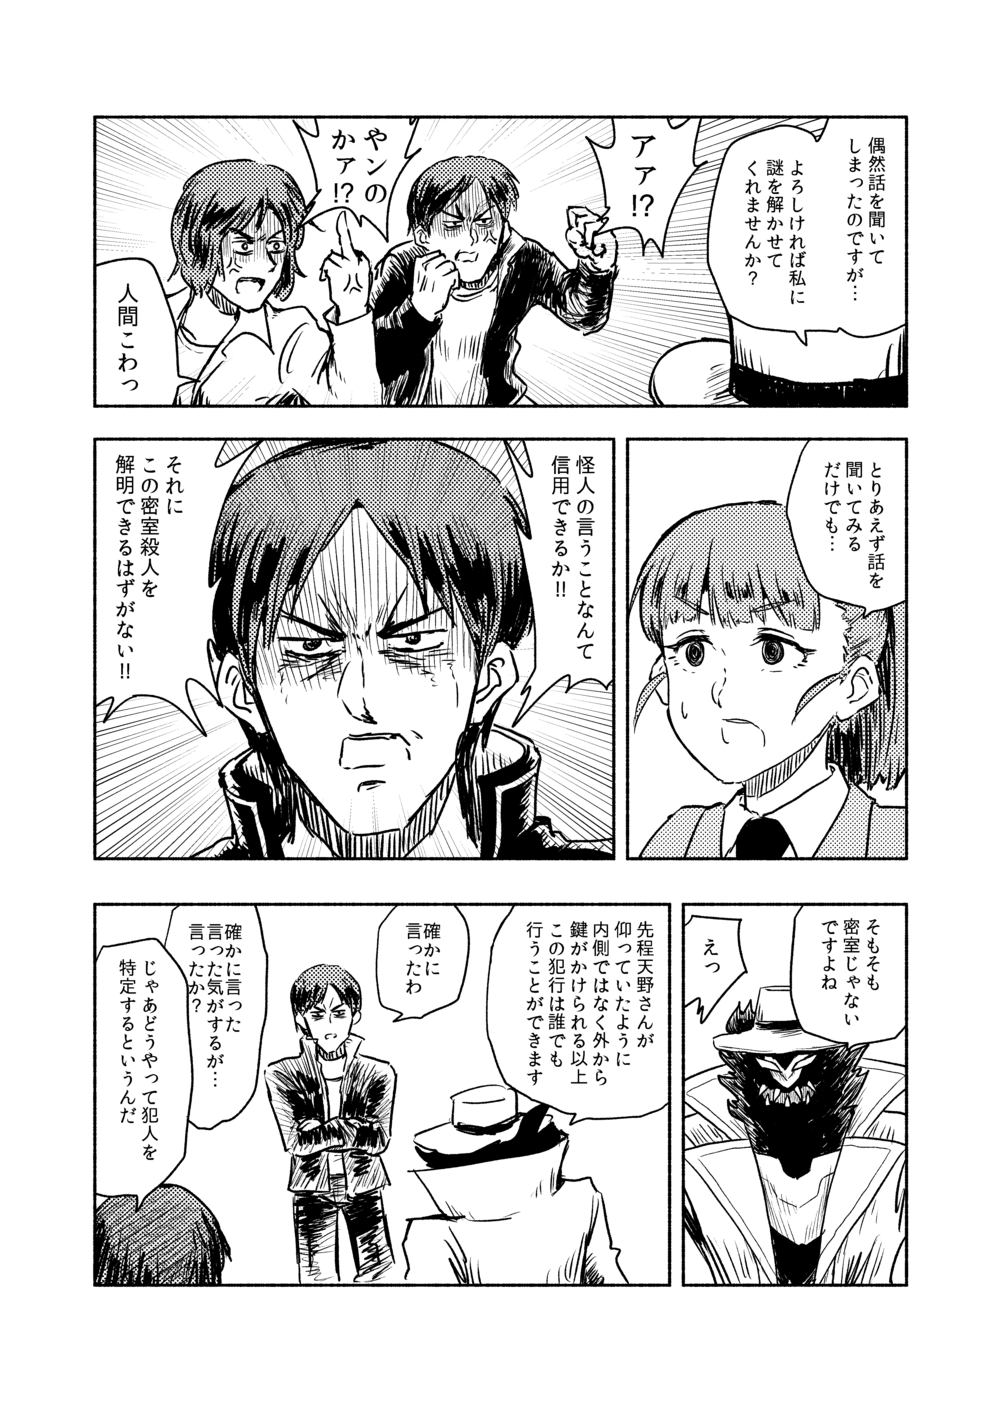 偶然話を聞いて
しまったのですが…
よろしければ私に
謎を解かせて
くれませんか？
アァ!?
やンの
かァ!?
人間こわっ
とりあえず話を
聞いてみる
だけでも…
怪人の言うことなんて
信用できるか!!
それに
この密室殺人を
解明できるはずがない!!
そもそも
密室じゃない
ですよね
えっ
先程天野さんが
仰っていたように
内側ではなく外から
鍵がかけられる以上
この犯行は誰でも
行うことができます
確かに
言ったわ
確かに言った
言った気がするが…
言ったか？
じゃあどうやって犯人を
特定するというんだ